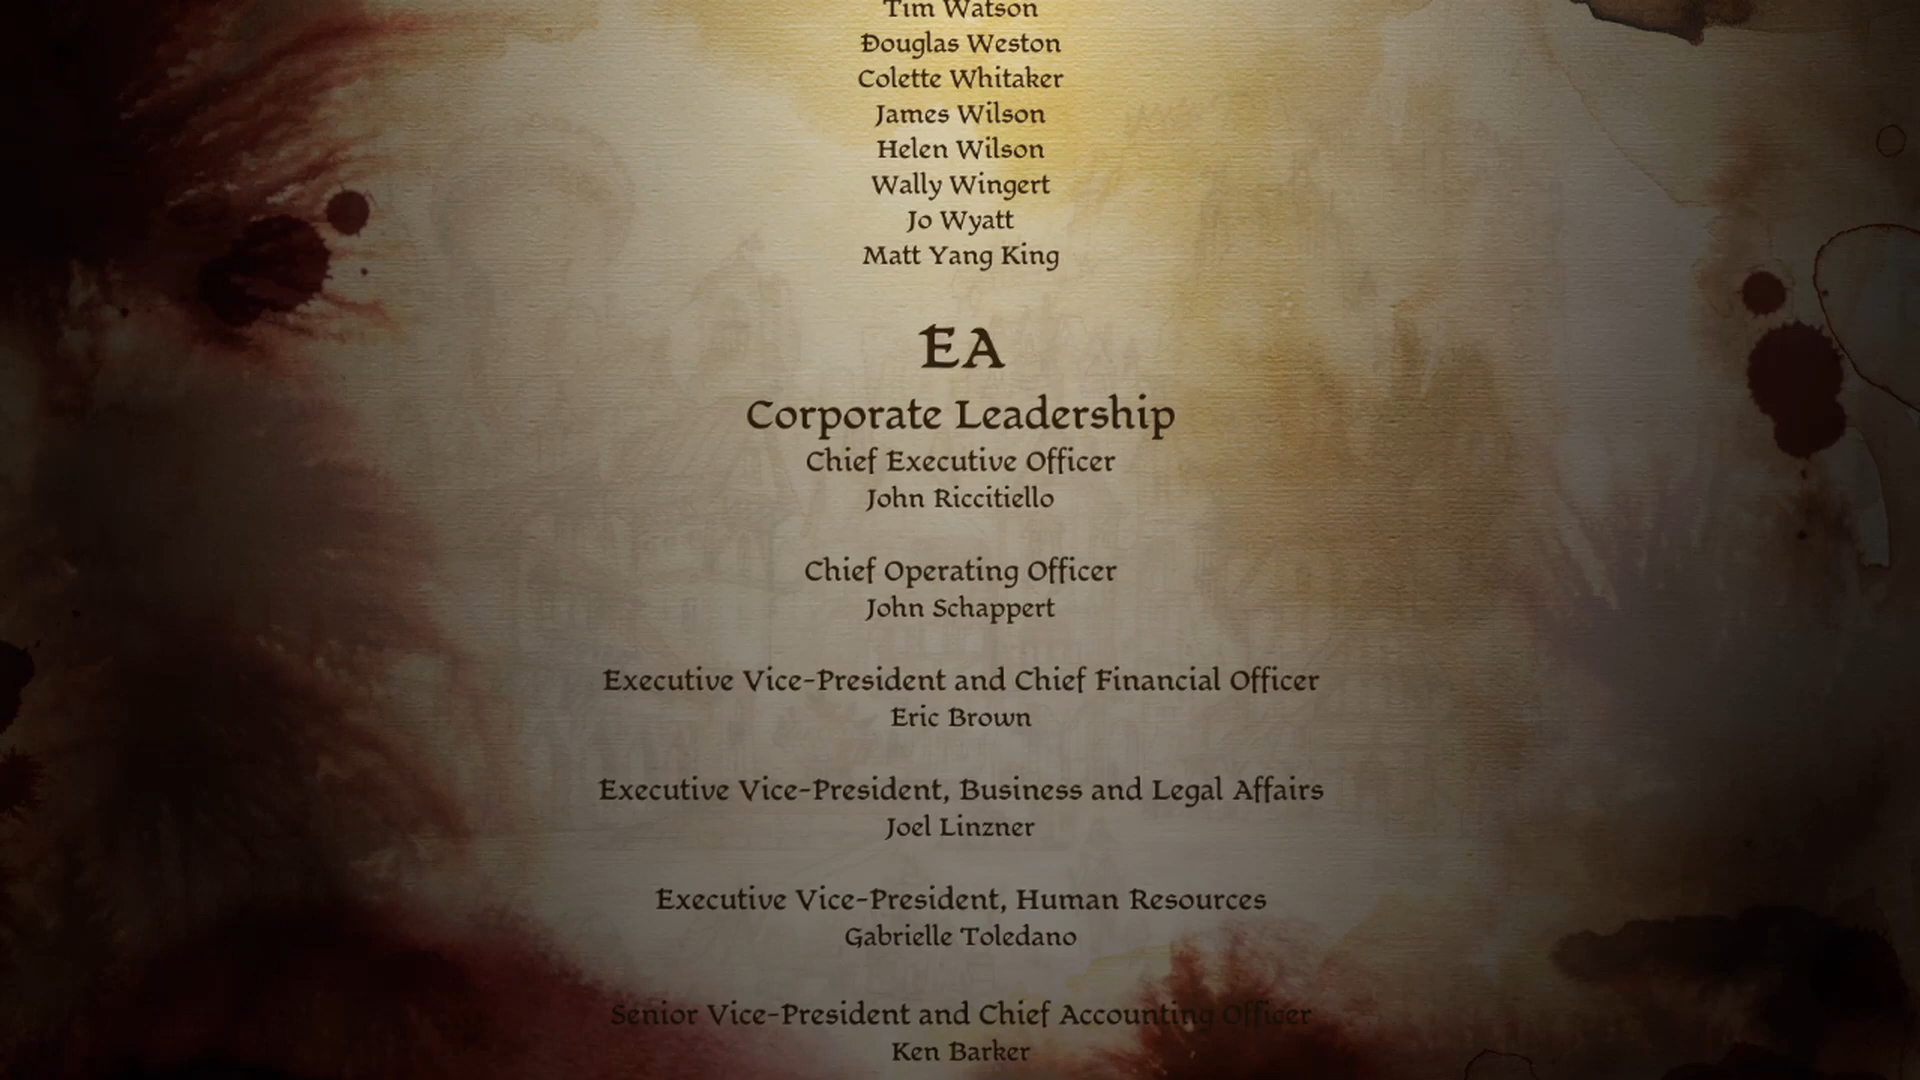 Tim Watson
Douglas Weston
Colette Whitaker
James Wilson
Helen Wilson
Wally Wingert
Jo Wyatt
Matt Yang King
EA
Corporate Leadership
Chief Executive Officer
John Riccitiello
Chief Operating Officer
John Schappert
Executive Vice-President and Chief Financial Officer
Eric Brown
Executive Vice-President, Business and Legal Affairs
Joel Linzner
Executive Vice-President, Human Resources
Gabrielle Toledano
Senior Vice-President and Chief Accounting Officer
Ken Barker